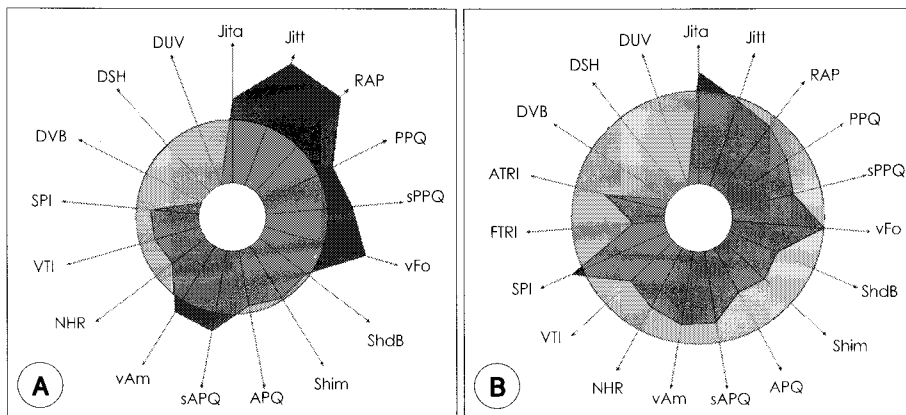 Jita
Jitt
RAP
PPQ
sPPQ
vFo
ShdB
Shim
APQ
sAPQ
vAm
NHR
VTI
SPI
DVB
DSH
DUV
A
Jita
Jitt
RAP
PPQ
sPPQ
vFo
ShdB
Shim
APQ
sAPQ
vAm
NHR
VTI
SPI
FTRI
ATRI
DVB
DSH
DUV
B